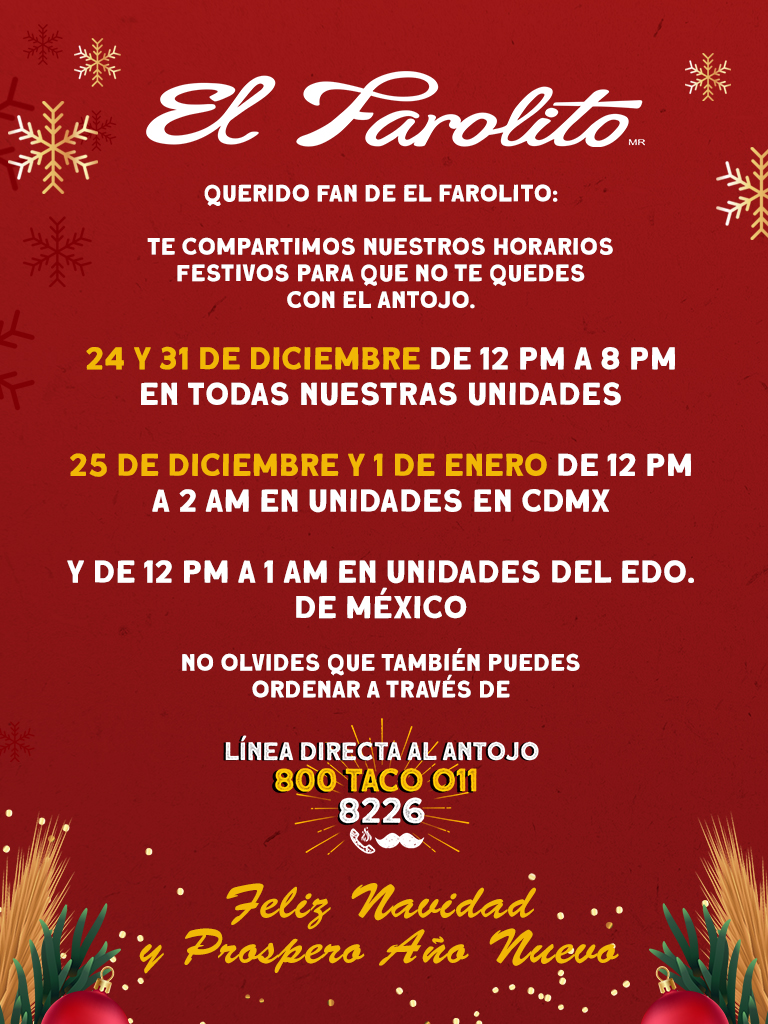 El Farolito
MR
QUERIDO FAN DE EL FAROLITO:
TE COMPARTIMOS NUESTROS HORARIOS
FESTIVOS PARA QUE NO TE QUEDES
CON EL ANTOJO.
24 Y 31 DE DICIEMBRE DE 12 PM A 8 PM
EN TODAS NUESTRAS UNIDADES
25 DE DICIEMBRE Y 1 DE ENERO DE 12 PM
A 2 AM EN UNIDADES EN CDMX
Y DE 12 PM A 1 AM EN UNIDADES DEL EDO.
DE MÉXICO
NO OLVIDES QUE TAMBIÉN PUEDES
ORDENAR A TRAVÉS DE
LÍNEA DIRECTA AL ANTOJO
800 TACO 011
8226
Feliz Navidad
y Prospero Año Nuevo